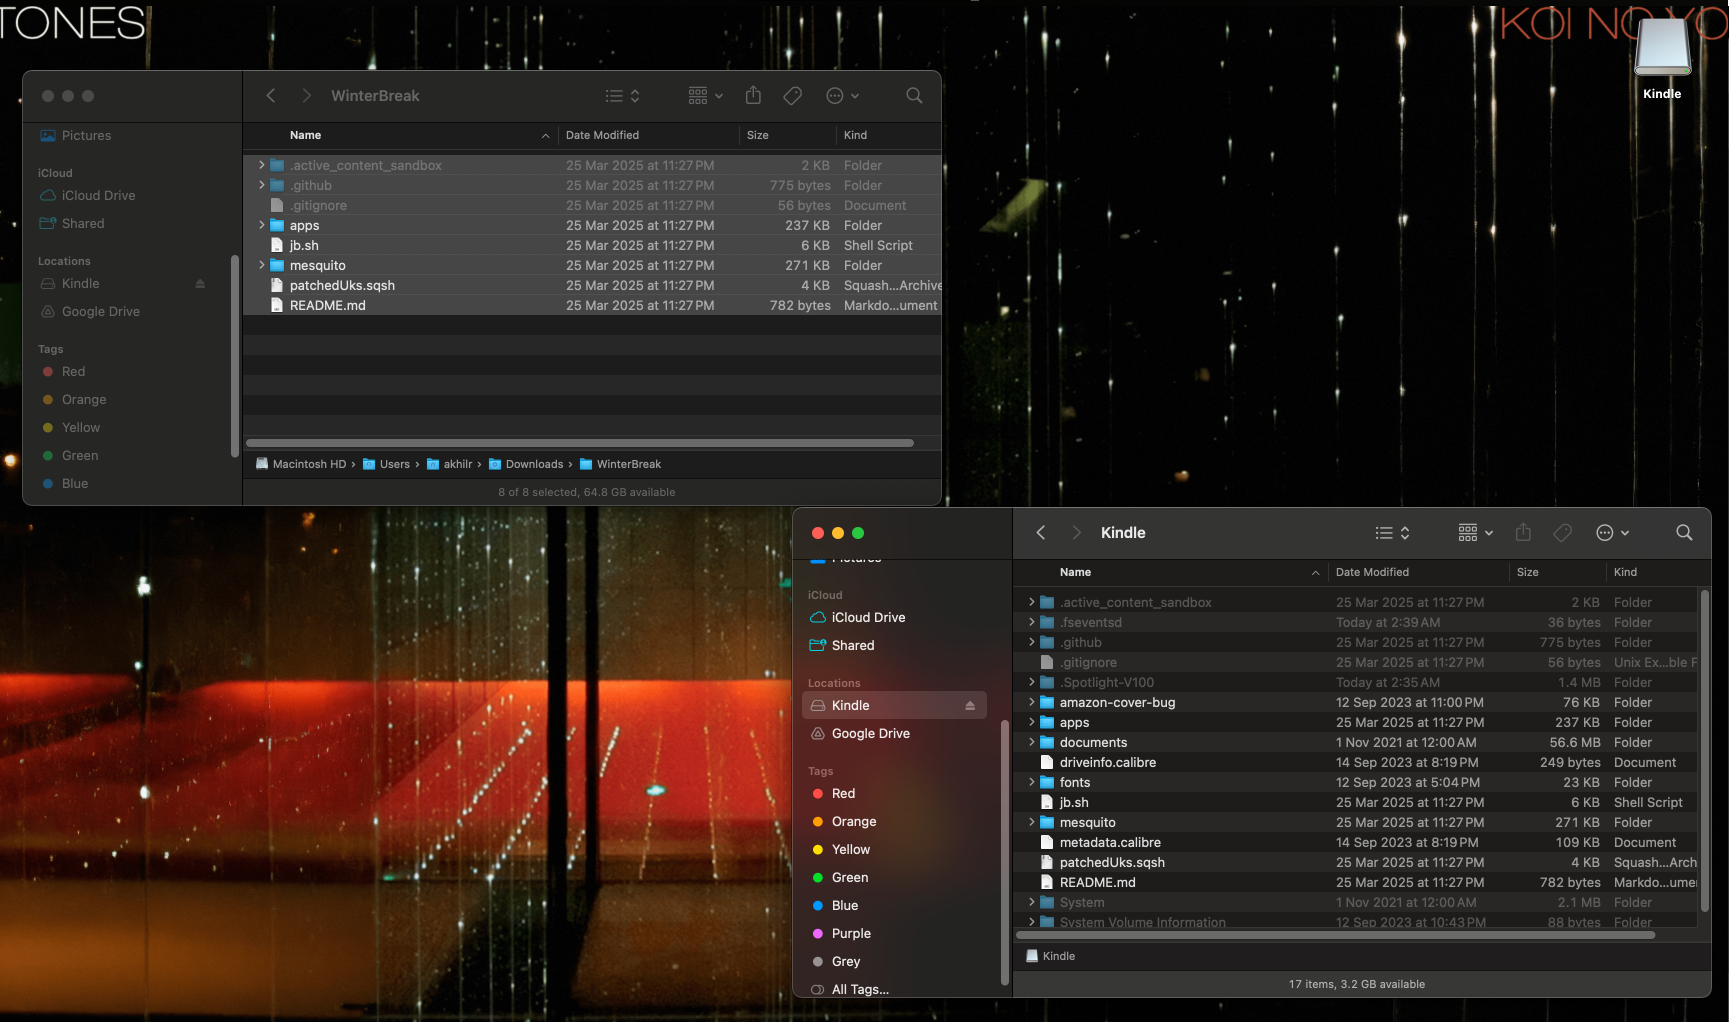 TONES
KOI NO YO
Kindle
WinterBreak
Pictures
iCloud
iCloud Drive
Shared
Locations
Kindle
Google Drive
Tags
Red
Orange
Yellow
Green
Blue
Name Date Modified Size Kind
.active_content_sandbox 25 Mar 2025 at 11:27 PM 2 KB Folder
.github 25 Mar 2025 at 11:27 PM 775 bytes Folder
.gitignore 25 Mar 2025 at 11:27 PM 56 bytes Document
apps 25 Mar 2025 at 11:27 PM 237 KB Folder
jb.sh 25 Mar 2025 at 11:27 PM 6 KB Shell Script
mesquito 25 Mar 2025 at 11:27 PM 271 KB Folder
patchedUks.sqsh 25 Mar 2025 at 11:27 PM 4 KB Squash...Archive
README.md 25 Mar 2025 at 11:27 PM 782 bytes Markdo...ument
Macintosh HD › Users › akhilr › Downloads › WinterBreak
8 of 8 selected, 64.8 GB available
Kindle
Pictures
iCloud
iCloud Drive
Shared
Locations
Kindle
Google Drive
Tags
Red
Orange
Yellow
Green
Blue
Purple
Grey
All Tags...
Name Date Modified Size Kind
.active_content_sandbox 25 Mar 2025 at 11:27 PM 2 KB Folder
.fseventsd Today at 2:39 AM 36 bytes Folder
.github 25 Mar 2025 at 11:27 PM 775 bytes Folder
.gitignore 25 Mar 2025 at 11:27 PM 56 bytes Unix Ex...ble F
.Spotlight-V100 Today at 2:35 AM 1.4 MB Folder
amazon-cover-bug 12 Sep 2023 at 11:00 PM 76 KB Folder
apps 25 Mar 2025 at 11:27 PM 237 KB Folder
documents 1 Nov 2021 at 12:00 AM 56.6 MB Folder
driveinfo.calibre 14 Sep 2023 at 8:19 PM 249 bytes Document
fonts 12 Sep 2023 at 5:04 PM 23 KB Folder
jb.sh 25 Mar 2025 at 11:27 PM 6 KB Shell Script
mesquito 25 Mar 2025 at 11:27 PM 271 KB Folder
metadata.calibre 14 Sep 2023 at 8:19 PM 109 KB Document
patchedUks.sqsh 25 Mar 2025 at 11:27 PM 4 KB Squash...Arch
README.md 25 Mar 2025 at 11:27 PM 782 bytes Markdo...umen
System 1 Nov 2021 at 12:00 AM 2.1 MB Folder
System Volume Information 12 Sep 2023 at 10:43 PM 88 bytes Folder
Kindle
17 items, 3.2 GB available